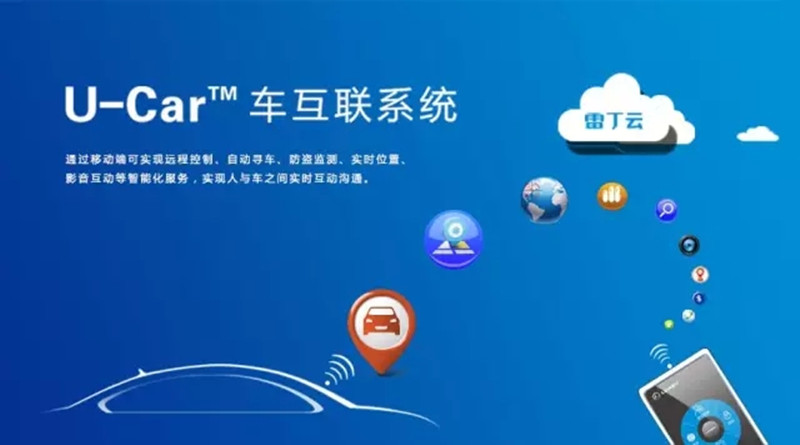 U-Car™ 车互联系统
通过移动端可实现远程控制、自动寻车、防盗监测、实时位置、
影音互动等智能化服务，实现人与车之间实时互动沟通。
雷丁云